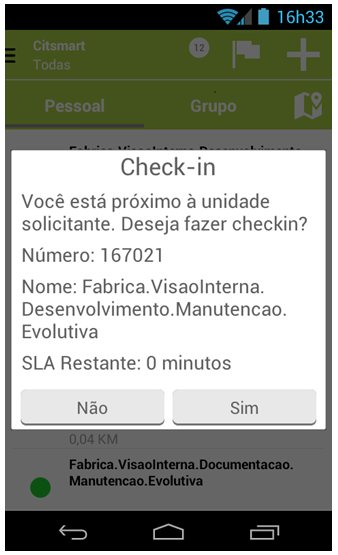 16h33
Citsmart
12
Todas
Pessoal
Grupo
Fabrica.VisaoInterna.Desenvolvimento.
Check-in
Você está próximo à unidade
solicitante. Deseja fazer checkin?
Número: 167021
Nome: Fabrica.VisaoInterna.
Desenvolvimento.Manutencao.
Evolutiva
SLA Restante: 0 minutos
Não
Sim
0,04 KM
Fabrica.VisaoInterna.Documentacao.
Manutencao.Evolutiva